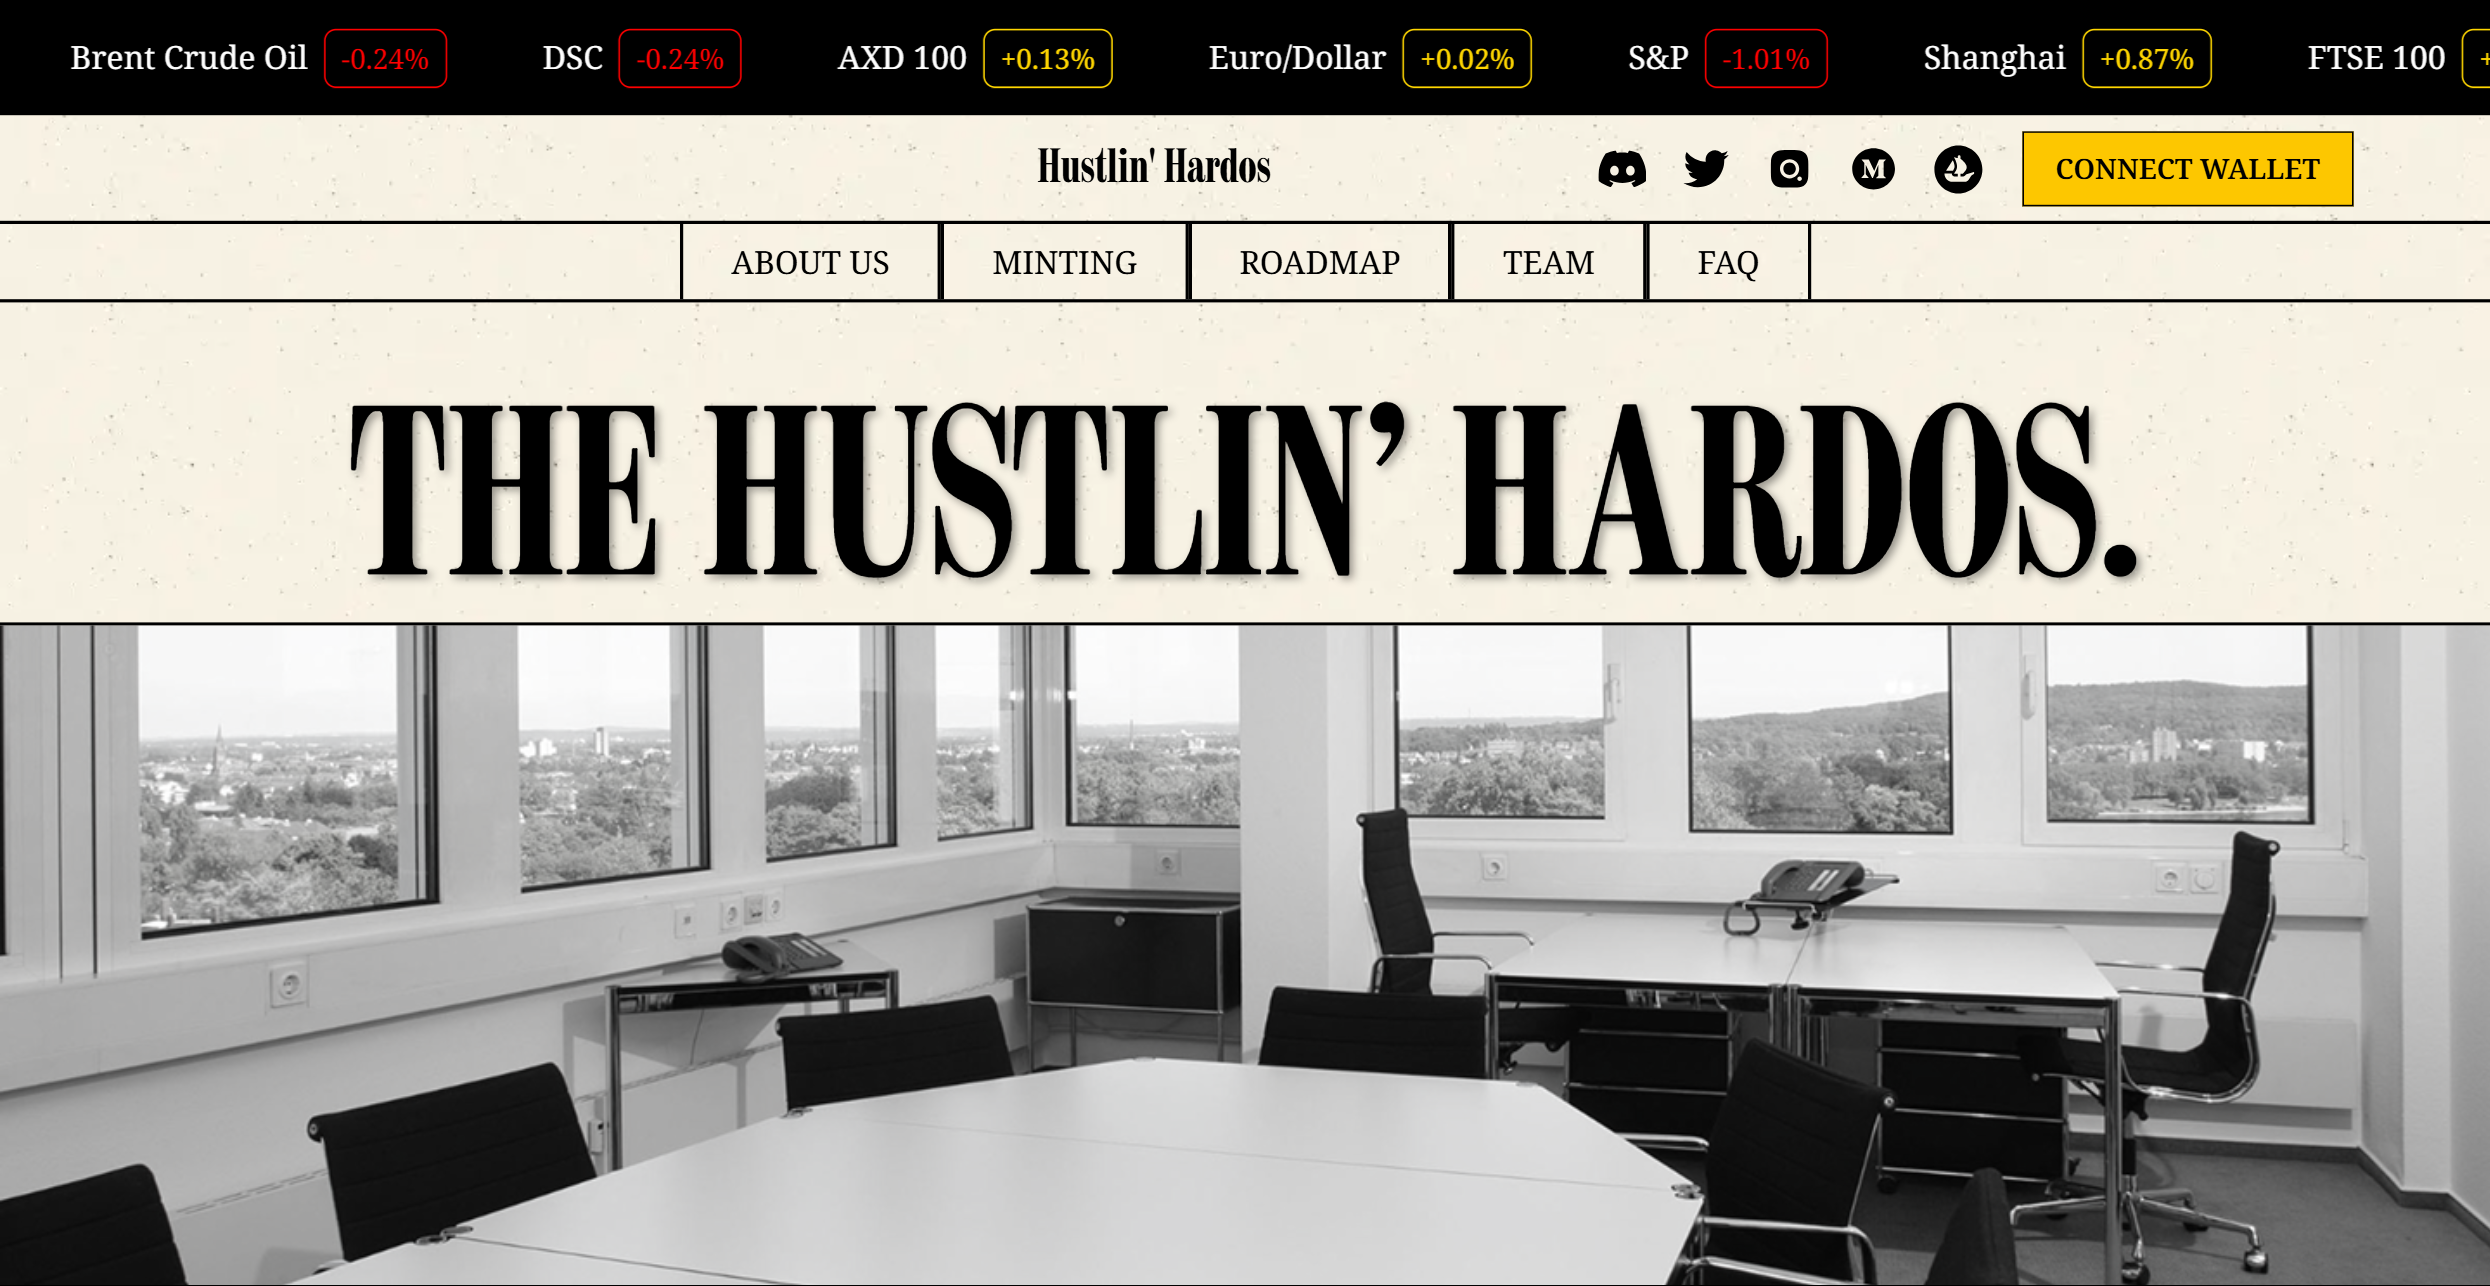 Brent Crude Oil -0.24% DSC -0.24% AXD 100 +0.13% Euro/Dollar +0.02% S&P -1.01% Shanghai +0.87% FTSE 100 +
Hustlin' Hardos CONNECT WALLET
ABOUT US MINTING ROADMAP TEAM FAQ
THE HUSTLIN’ HARDOS.